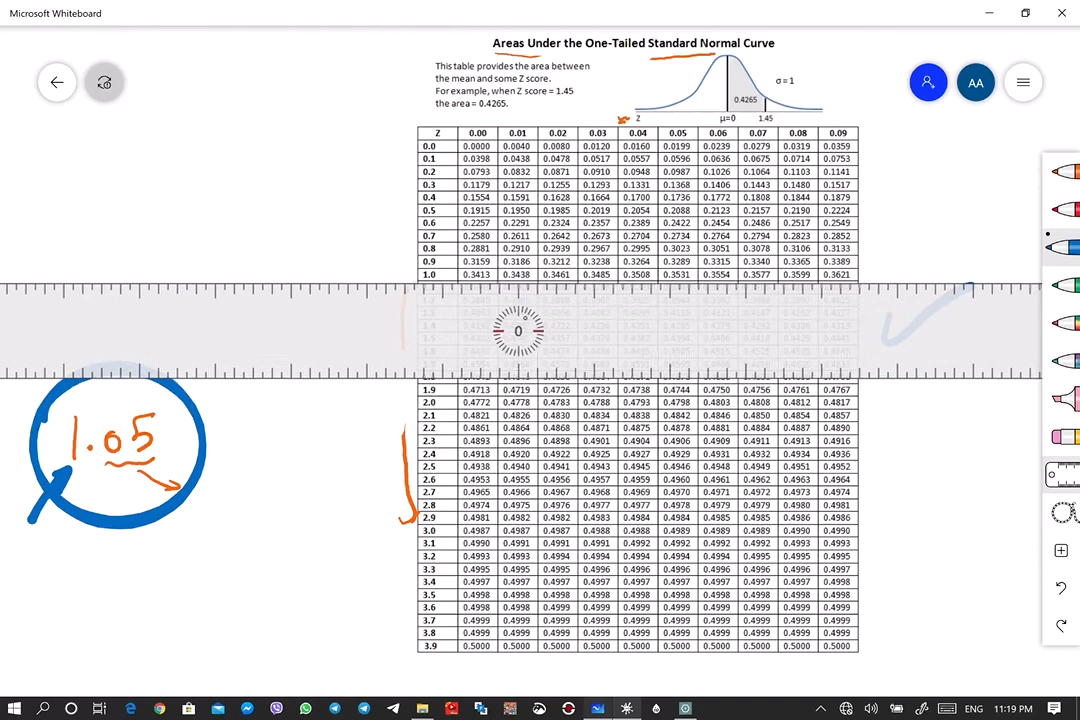 Microsoft Whiteboard
Areas Under the One-Tailed Standard Normal Curve
This table provides the area between
the mean and some Z score.
For example, when Z score = 1.45
the area = 0.4265.
σ=1
0.4265
Z μ=0 1.45
AA
Z 0.00 0.01 0.02 0.03 0.04 0.05 0.06 0.07 0.08 0.09
0.0 0.0000 0.0040 0.0080 0.0120 0.0160 0.0199 0.0239 0.0279 0.0319 0.0359
0.1 0.0398 0.0438 0.0478 0.0517 0.0557 0.0596 0.0636 0.0675 0.0714 0.0753
0.2 0.0793 0.0832 0.0871 0.0910 0.0948 0.0987 0.1026 0.1064 0.1103 0.1141
0.3 0.1179 0.1217 0.1255 0.1293 0.1331 0.1368 0.1406 0.1443 0.1480 0.1517
0.4 0.1554 0.1591 0.1628 0.1664 0.1700 0.1736 0.1772 0.1808 0.1844 0.1879
0.5 0.1915 0.1950 0.1985 0.2019 0.2054 0.2088 0.2123 0.2157 0.2190 0.2224
0.6 0.2257 0.2291 0.2324 0.2357 0.2389 0.2422 0.2454 0.2486 0.2517 0.2549
0.7 0.2580 0.2611 0.2642 0.2673 0.2704 0.2734 0.2764 0.2794 0.2823 0.2852
0.8 0.2881 0.2910 0.2939 0.2967 0.2995 0.3023 0.3051 0.3078 0.3106 0.3133
0.9 0.3159 0.3186 0.3212 0.3238 0.3264 0.3289 0.3315 0.3340 0.3365 0.3389
1.0 0.3413 0.3438 0.3461 0.3485 0.3508 0.3531 0.3554 0.3577 0.3599 0.3621
0°
1.9 0.4713 0.4719 0.4726 0.4732 0.4738 0.4744 0.4750 0.4756 0.4761 0.4767
2.0 0.4772 0.4778 0.4783 0.4788 0.4793 0.4798 0.4803 0.4808 0.4812 0.4817
2.1 0.4821 0.4826 0.4830 0.4834 0.4838 0.4842 0.4846 0.4850 0.4854 0.4857
2.2 0.4861 0.4864 0.4868 0.4871 0.4875 0.4878 0.4881 0.4884 0.4887 0.4890
2.3 0.4893 0.4896 0.4898 0.4901 0.4904 0.4906 0.4909 0.4911 0.4913 0.4916
1.05
2.4 0.4918 0.4920 0.4922 0.4925 0.4927 0.4929 0.4931 0.4932 0.4934 0.4936
2.5 0.4938 0.4940 0.4941 0.4943 0.4945 0.4946 0.4948 0.4949 0.4951 0.4952
2.6 0.4953 0.4955 0.4956 0.4957 0.4959 0.4960 0.4961 0.4962 0.4963 0.4964
2.7 0.4965 0.4966 0.4967 0.4968 0.4969 0.4970 0.4971 0.4972 0.4973 0.4974
2.8 0.4974 0.4975 0.4976 0.4977 0.4977 0.4978 0.4979 0.4979 0.4980 0.4981
2.9 0.4981 0.4982 0.4982 0.4983 0.4984 0.4984 0.4985 0.4985 0.4986 0.4986
3.0 0.4987 0.4987 0.4987 0.4988 0.4988 0.4989 0.4989 0.4989 0.4990 0.4990
3.1 0.4990 0.4991 0.4991 0.4991 0.4992 0.4992 0.4992 0.4992 0.4993 0.4993
3.2 0.4993 0.4993 0.4994 0.4994 0.4994 0.4994 0.4994 0.4995 0.4995 0.4995
3.3 0.4995 0.4995 0.4995 0.4996 0.4996 0.4996 0.4996 0.4996 0.4996 0.4997
3.4 0.4997 0.4997 0.4997 0.4997 0.4997 0.4997 0.4997 0.4997 0.4997 0.4998
3.5 0.4998 0.4998 0.4998 0.4998 0.4998 0.4998 0.4998 0.4998 0.4998 0.4998
3.6 0.4998 0.4998 0.4999 0.4999 0.4999 0.4999 0.4999 0.4999 0.4999 0.4999
3.7 0.4999 0.4999 0.4999 0.4999 0.4999 0.4999 0.4999 0.4999 0.4999 0.4999
3.8 0.4999 0.4999 0.4999 0.4999 0.4999 0.4999 0.4999 0.4999 0.4999 0.4999
3.9 0.5000 0.5000 0.5000 0.5000 0.5000 0.5000 0.5000 0.5000 0.5000 0.5000
ENG 11:19 PM